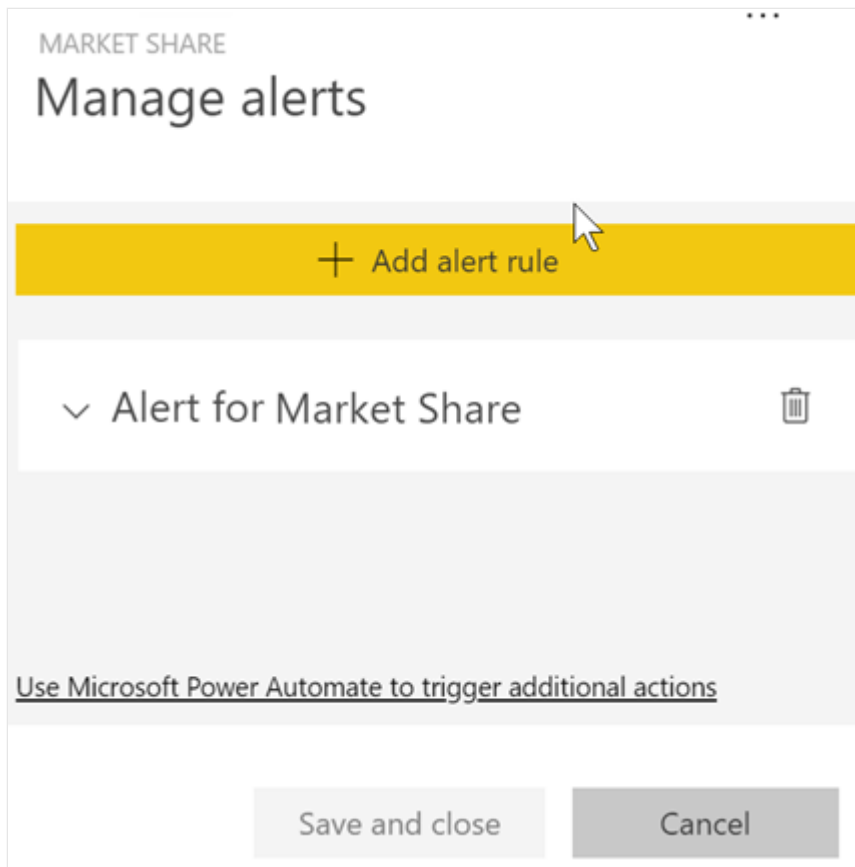 MARKET SHARE
Manage alerts
+ Add alert rule
Alert for Market Share
Use Microsoft Power Automate to trigger additional actions
Save and close
Cancel